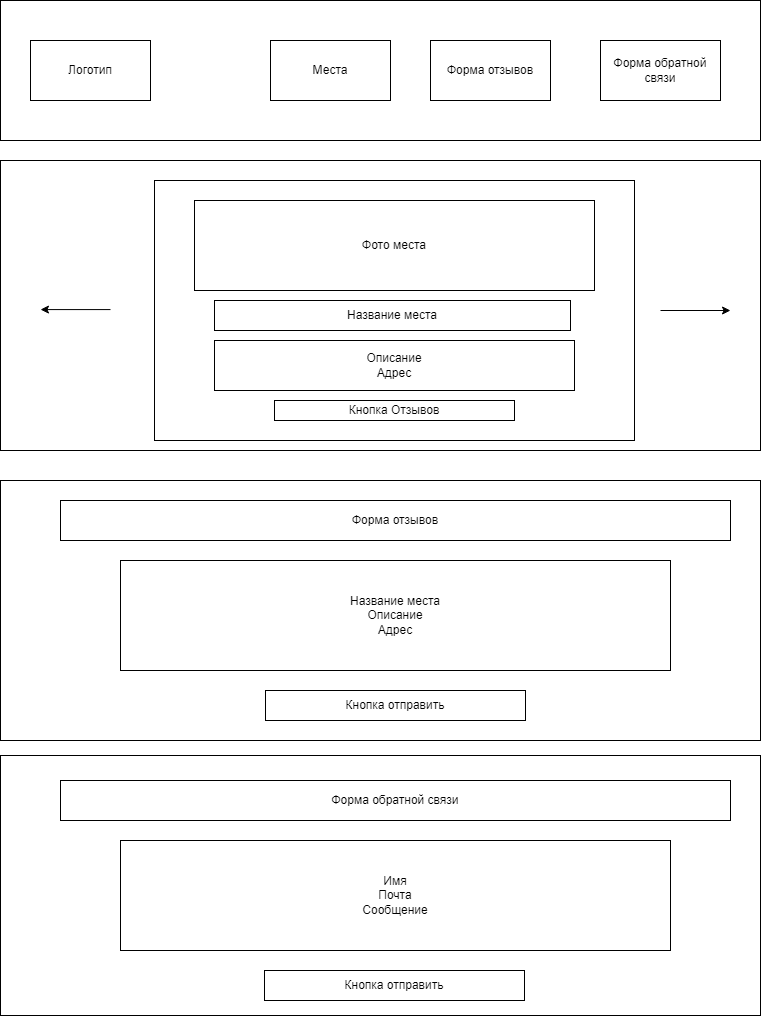 Логотип
Места
Форма отзывов
Форма обратной
связи
Фото места
Название места
Описание
Адрес
Кнопка Отзывов
Форма отзывов
Название места
Описание
Адрес
Кнопка отправить
Форма обратной связи
Имя
Почта
Сообщение
Кнопка отправить